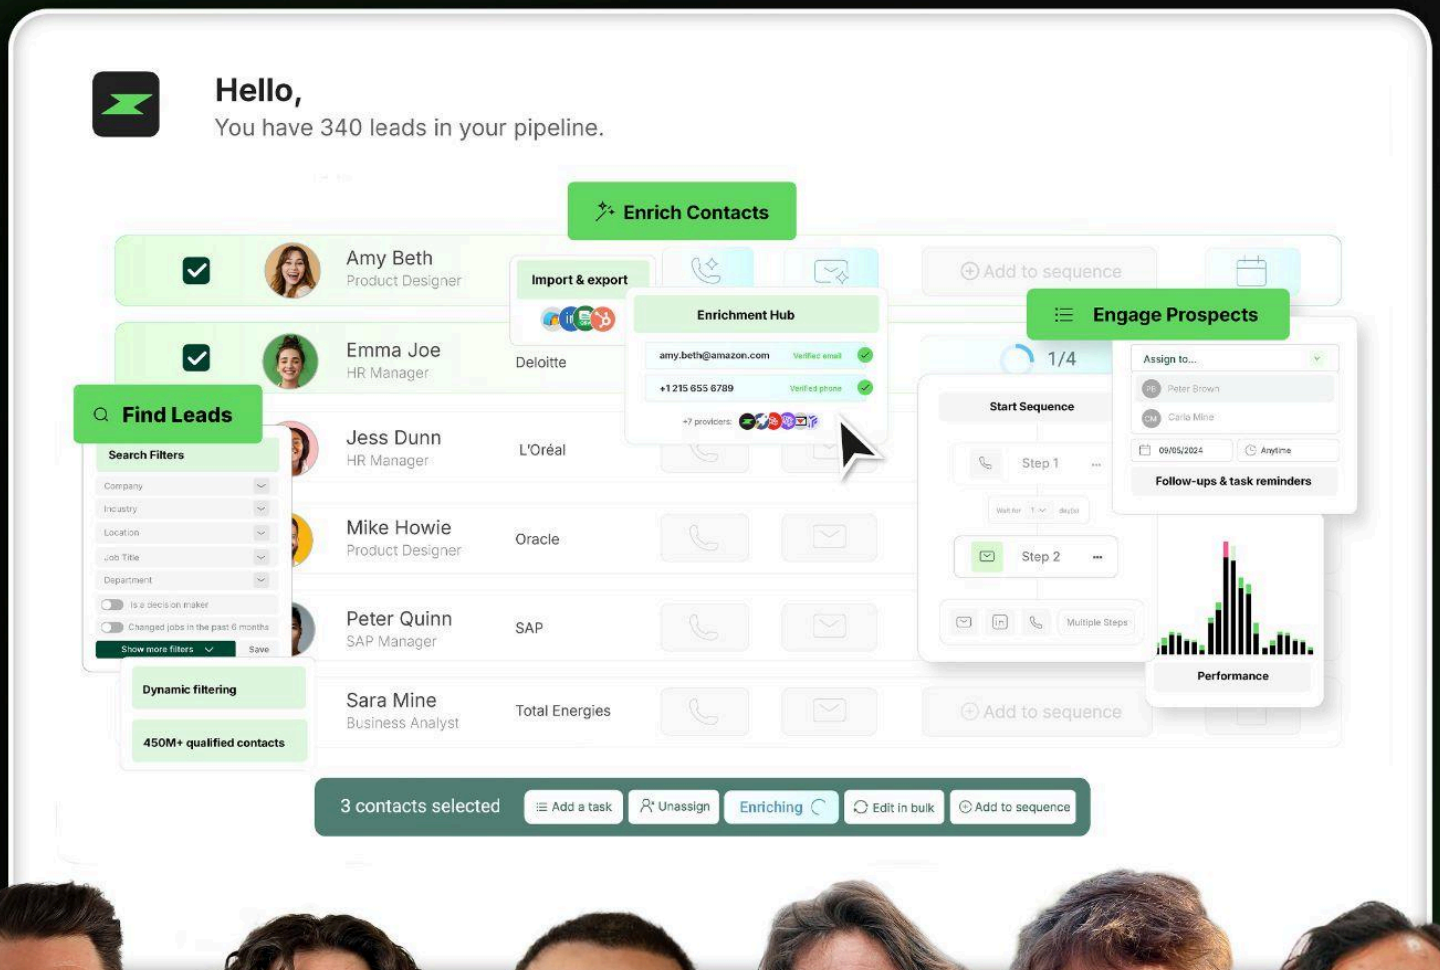 Hello,
You have 340 leads in your pipeline.
Enrich Contacts
Amy Beth
Product Designer
Import & export
Add to sequence
Enrichment Hub
amy.beth@amazon.com
Verified email
+1 215 655 6789
Verified phone
+7 providers:
Engage Prospects
Assign to...
PB
Peter Brown
CM
Carla Mine
09/05/2024
Anytime
Follow-ups & task reminders
Emma Joe
HR Manager
Deloitte
1/4
Find Leads
Search Filters
Company
Industry
Location
Job Title
Department
Is a decision maker
Changed jobs in the past 6 months
Show more filters
Save
Dynamic filtering
450M+ qualified contacts
Jess Dunn
HR Manager
L'Oréal
Start Sequence
Step 1
Wait for
1
Step 2
in
Multiple Steps
Mike Howie
Product Designer
Oracle
Performance
Peter Quinn
SAP Manager
SAP
Sara Mine
Business Analyst
Total Energies
Add to sequence
3 contacts selected
Add a task
Unassign
Enriching
Edit in bulk
Add to sequence